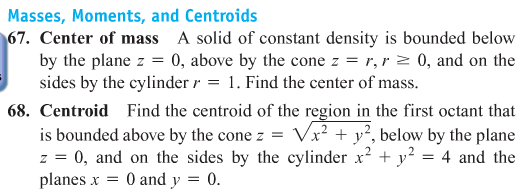 Masses, Moments, and Centroids
67. Center of mass A solid of constant density is bounded below
by the plane z = 0, above by the cone z = r, r ≥ 0, and on the
sides by the cylinder r = 1. Find the center of mass.
68. Centroid Find the centroid of the region in the first octant that
is bounded above by the cone z = √(x² + y²), below by the plane
z = 0, and on the sides by the cylinder x² + y² = 4 and the
planes x = 0 and y = 0.